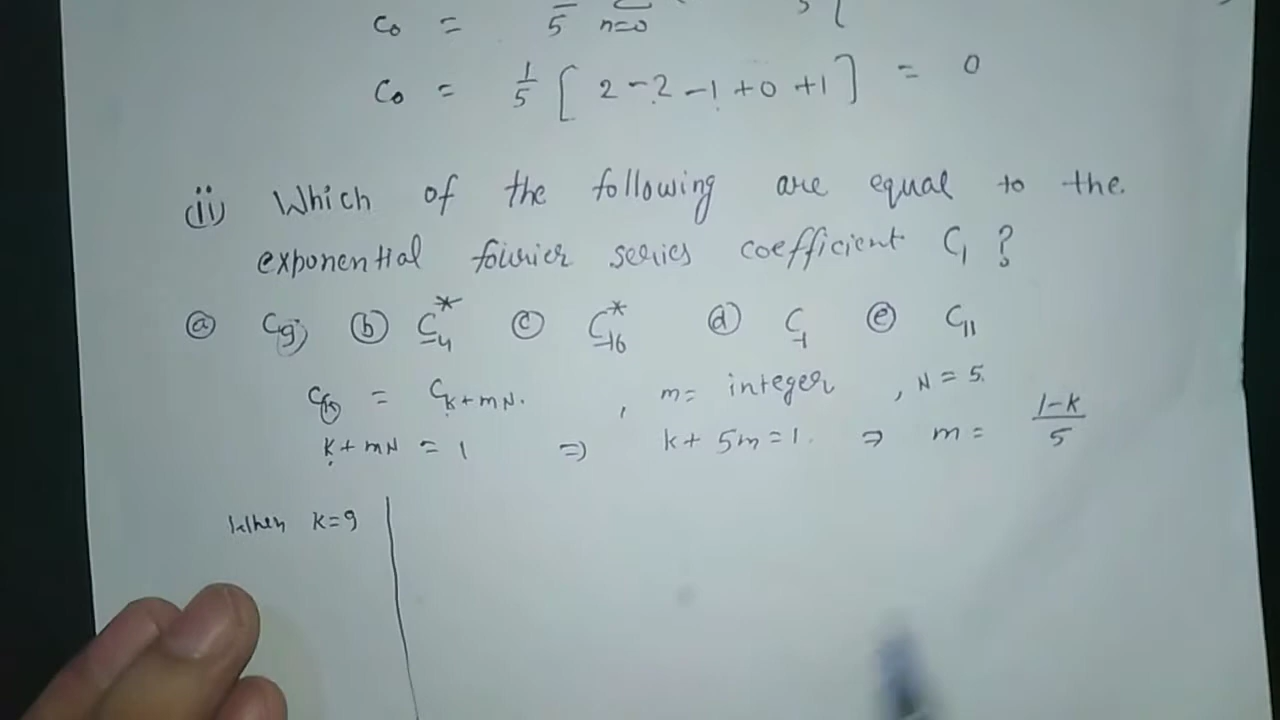 C₀ = 1/5 Σ n=0
C₀ = 1/5 [ 2 -2 -1 +0 +1 ] = 0
(ii) Which of the following are equal to the
exponential fourier series coefficient C₁ ?
ⓐ C₉ ⓑ C₋₄* ⓒ C₋₁₆* ⓓ C₋₁ ⓔ C₁₁
Cₖ = Cₖ₊ₘN. , m = integer , N = 5.
k + mN = 1 ⇒ k + 5m = 1. ⇒ m = (1-k)/5
When k=9